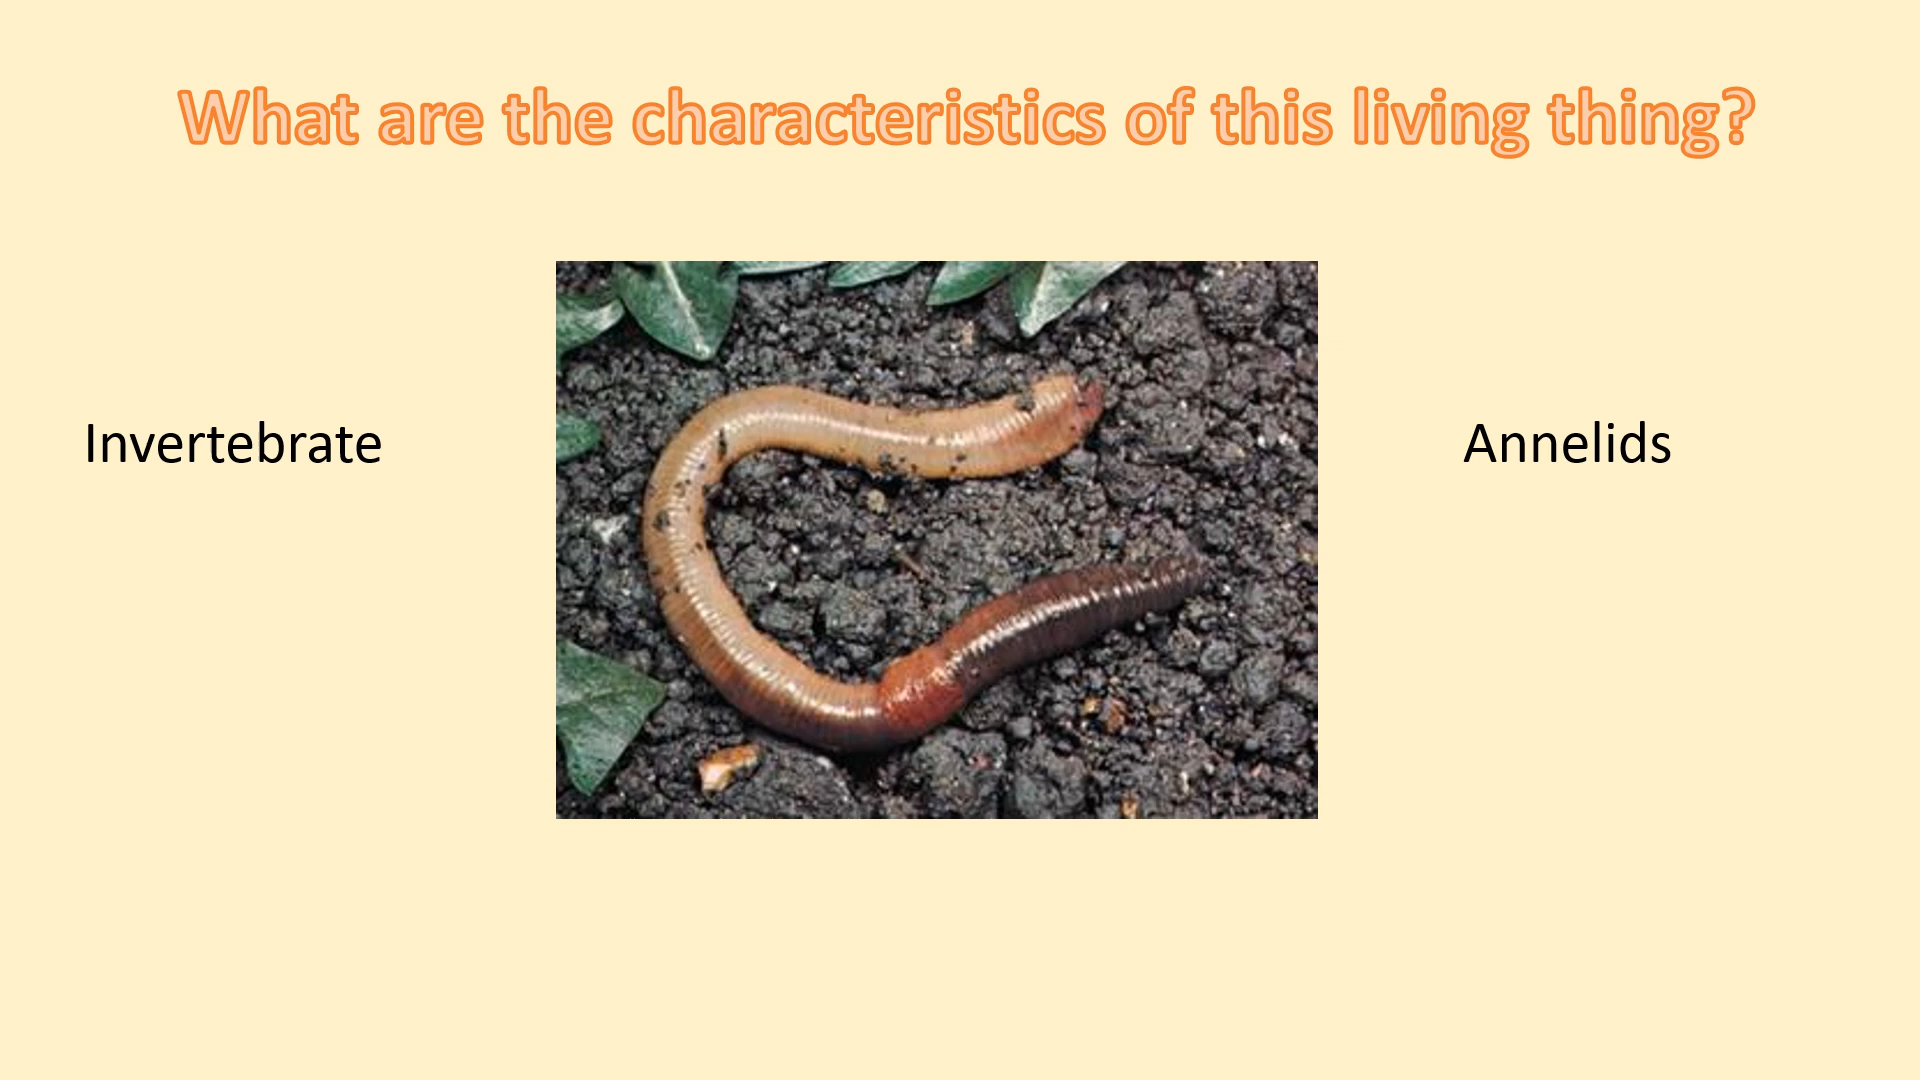 What are the characteristics of this living thing?
Invertebrate
Annelids